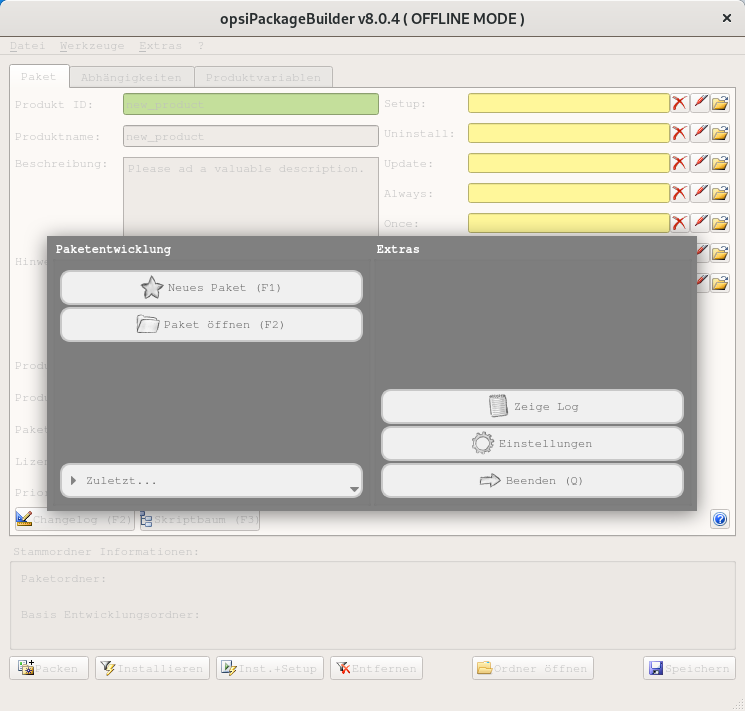 opsiPackageBuilder v8.0.4 ( OFFLINE MODE )
Datei Werkzeuge Extras ?
Paket Abhängigkeiten Produktvariablen
Produkt ID: new_product
Produktname: new_product
Beschreibung: Please ad a valuable description.
Setup:
Uninstall:
Update:
Always:
Once:
Hinwe
Produ
Produ
Paket
Lizen
Prior
Paketentwicklung
Neues Paket (F1)
Paket öffnen (F2)
Zuletzt...
Extras
Zeige Log
Einstellungen
Beenden (Q)
Changelog (F2) Skriptbaum (F3)
Stammordner Informationen:
Paketordner:
Basis Entwicklungsordner:
Packen Installieren Inst.+Setup Entfernen Ordner öffnen Speichern